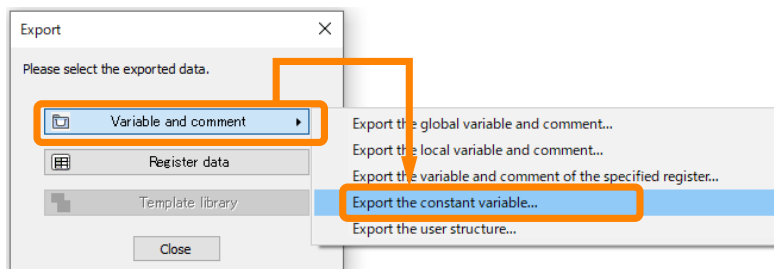 Export
Please select the exported data.
Variable and comment
Export the global variable and comment...
Export the local variable and comment...
Register data
Export the variable and comment of the specified register...
Template library
Export the constant variable...
Export the user structure...
Close